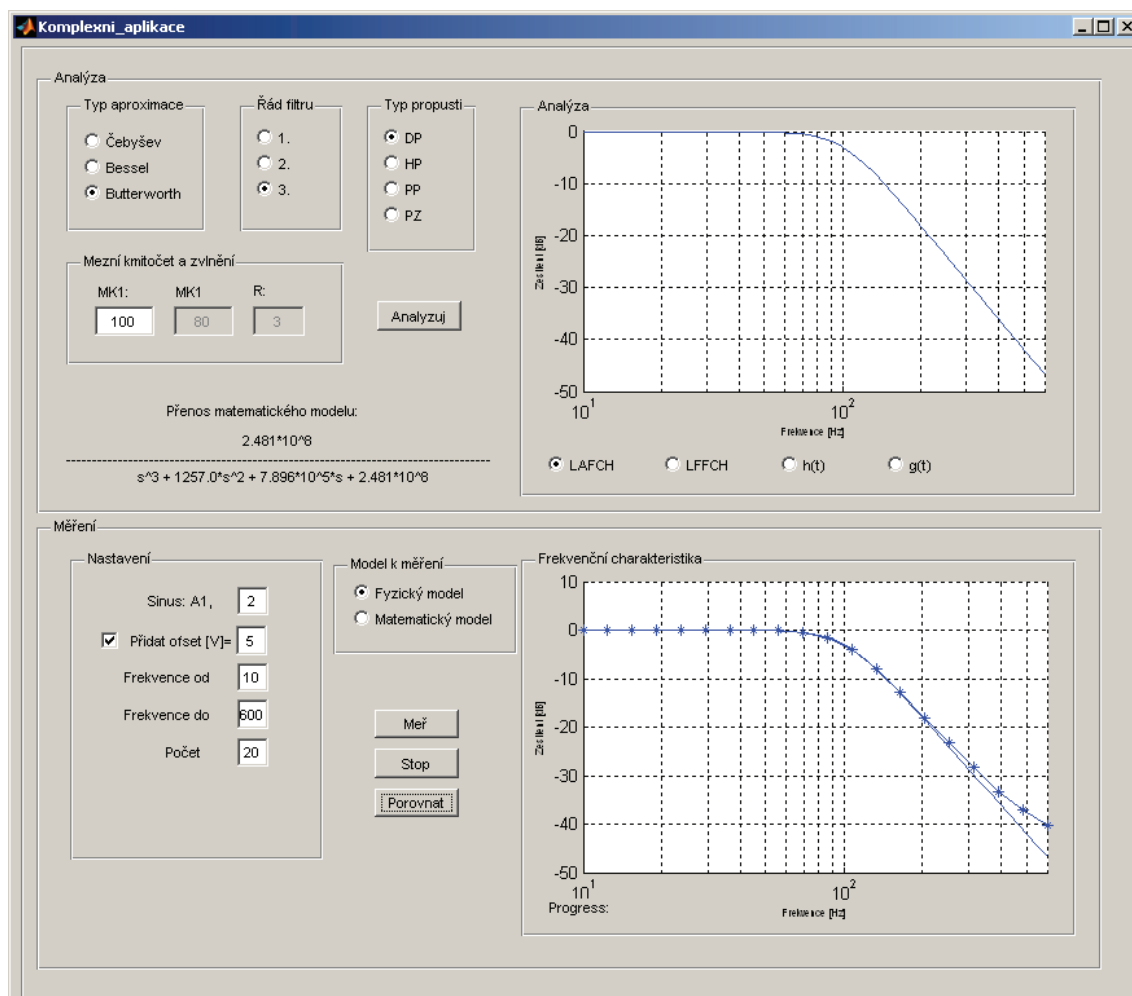 Komplexni_aplikace
Analýza
Typ aproximace
Čebyšev
Bessel
Butterworth
Řád filtru
1.
2.
3.
Typ propusti
DP
HP
PP
PZ
Mezní kmitočet a zvlnění
MK1: MK1 R:
100 80 3
Analyzuj
Přenos matematického modelu:
2.481*10^8
--------------------------------------------------
s^3 + 1257.0*s^2 + 7.896*10^5*s + 2.481*10^8
Analýza
0
-10
-20
-30
-40
-50
Zesílení [dB]
10^1 10^2
Frekvence [Hz]
LAFCH LFFCH h(t) g(t)
Měření
Nastavení
Sinus: A1, 2
Přidat ofset [V]= 5
Frekvence od 10
Frekvence do 600
Počet 20
Model k měření
Fyzický model
Matematický model
Meř
Stop
Porovnat
Frekvenční charakteristika
10
0
-10
-20
-30
-40
-50
Zesílení [dB]
10^1 10^2
Progress:
Frekvence [Hz]